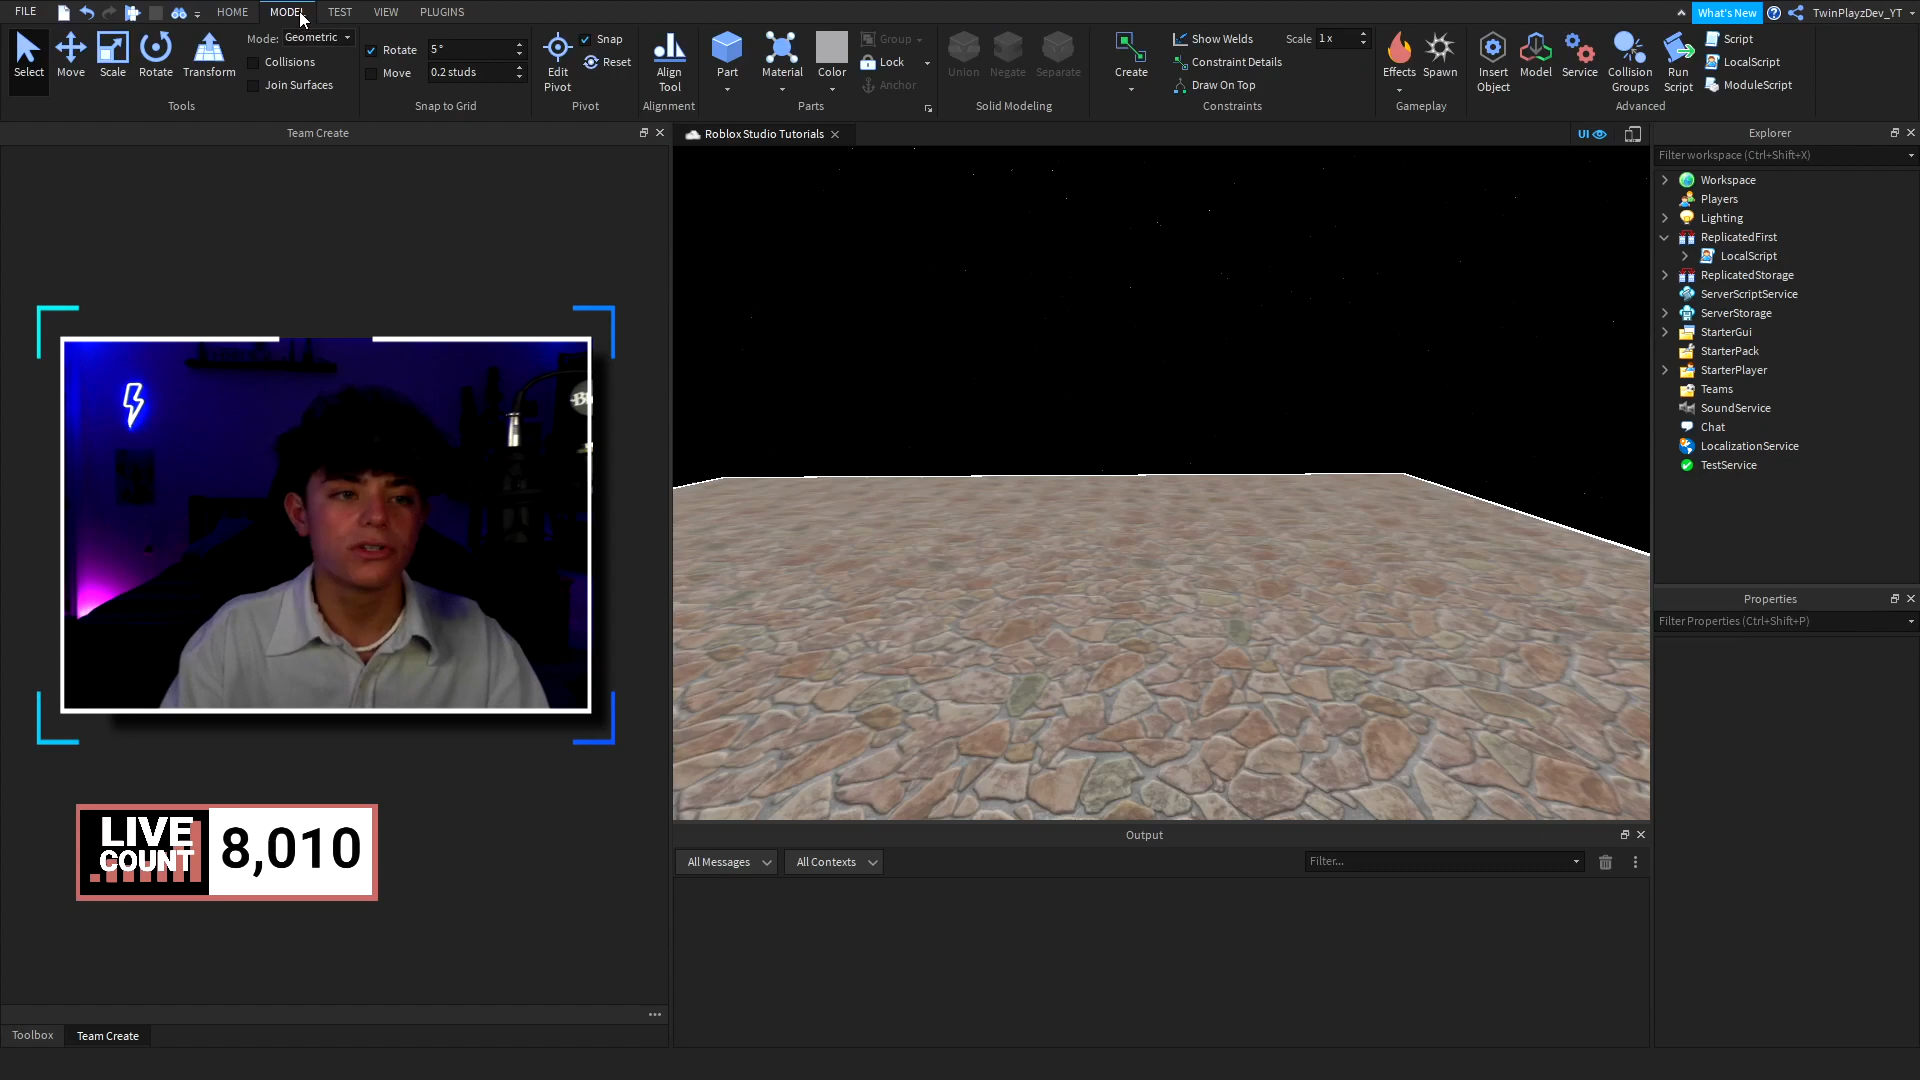 FILE HOME MODEL TEST VIEW PLUGINS What's New TwinPlayzDev_YT
Select Move Scale Rotate Transform
Mode: Geometric
Collisions
Join Surfaces
Tools
Rotate 5°
Move 0.2 studs
Snap to Grid
Edit Pivot
Snap
Reset
Pivot
Align Tool
Alignment
Part Material Color
Group
Lock
Anchor
Parts
Union Negate Separate
Solid Modeling
Create
Show Welds Scale 1 x
Constraint Details
Draw On Top
Constraints
Effects Spawn
Gameplay
Insert Object
Model
Service
Collision Groups
Run Script
Script
LocalScript
ModuleScript
Advanced
Team Create
Roblox Studio Tutorials
UI
Explorer
Filter workspace (Ctrl+Shift+X)
Workspace
Players
Lighting
ReplicatedFirst
LocalScript
ReplicatedStorage
ServerScriptService
ServerStorage
StarterGui
StarterPack
StarterPlayer
Teams
SoundService
Chat
LocalizationService
TestService
Properties
Filter Properties (Ctrl+Shift+P)
LIVE
COUNT
8,010
Output
All Messages All Contexts Filter...
Toolbox Team Create